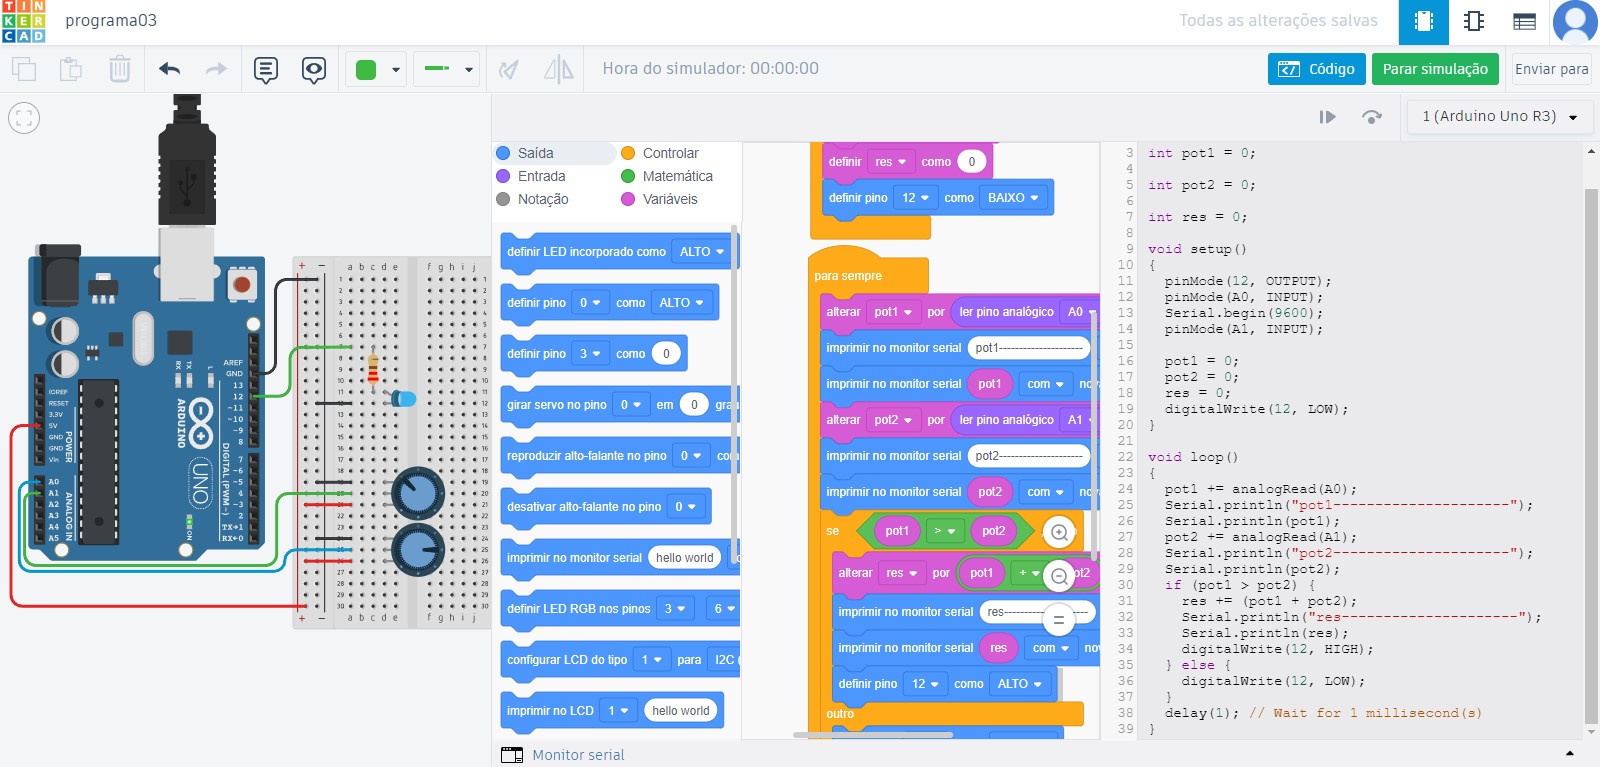 TIN
KER
CAD
programa03
Todas as alterações salvas
Hora do simulador: 00:00:00
Código
Parar simulação
Enviar para
1 (Arduino Uno R3)
Saída
Controlar
Entrada
Matemática
Notação
Variáveis
definir LED incorporado como ALTO
definir pino 0 como ALTO
definir pino 3 como 0
girar servo no pino 0 em 0 gra
reproduzir alto-falante no pino 0 co
desativar alto-falante no pino 0
imprimir no monitor serial hello world
definir LED RGB nos pinos 3 6
configurar LCD do tipo 1 para I2C (
imprimir no LCD 1 hello world
definir res como 0
definir pino 12 como BAIXO
para sempre
alterar pot1 por ler pino analógico A0
imprimir no monitor serial pot1---------------------
imprimir no monitor serial pot1 com no
alterar pot2 por ler pino analógico A1
imprimir no monitor serial pot2---------------------
imprimir no monitor serial pot2 com no
se pot1 > pot2
alterar res por pot1 + pot2
imprimir no monitor serial res---------------------
imprimir no monitor serial res com no
definir pino 12 como ALTO
outro
3 int pot1 = 0;
4
5 int pot2 = 0;
6
7 int res = 0;
8
9 void setup()
10 {
11 pinMode(12, OUTPUT);
12 pinMode(A0, INPUT);
13 Serial.begin(9600);
14 pinMode(A1, INPUT);
15
16 pot1 = 0;
17 pot2 = 0;
18 res = 0;
19 digitalWrite(12, LOW);
20 }
21
22 void loop()
23 {
24 pot1 += analogRead(A0);
25 Serial.println("pot1---------------------");
26 Serial.println(pot1);
27 pot2 += analogRead(A1);
28 Serial.println("pot2---------------------");
29 Serial.println(pot2);
30 if (pot1 > pot2) {
31 res += (pot1 + pot2);
32 Serial.println("res---------------------");
33 Serial.println(res);
34 digitalWrite(12, HIGH);
35 } else {
36 digitalWrite(12, LOW);
37 }
38 delay(1); // Wait for 1 millisecond(s)
39 }
AREF
GND
13
12
~11
~10
~9
8
7
~6
~5
4
~3
2
TX→1
RX←0
IOREF
RESET
3.3V
5V
GND
GND
Vin
A0
A1
A2
A3
A4
A5
POWER
ANALOG IN
DIGITAL (PWM ~)
ARDUINO
UNO
RX
TX
L
ON
a b c d e f g h i j
a b c d e f g h i j
Monitor serial